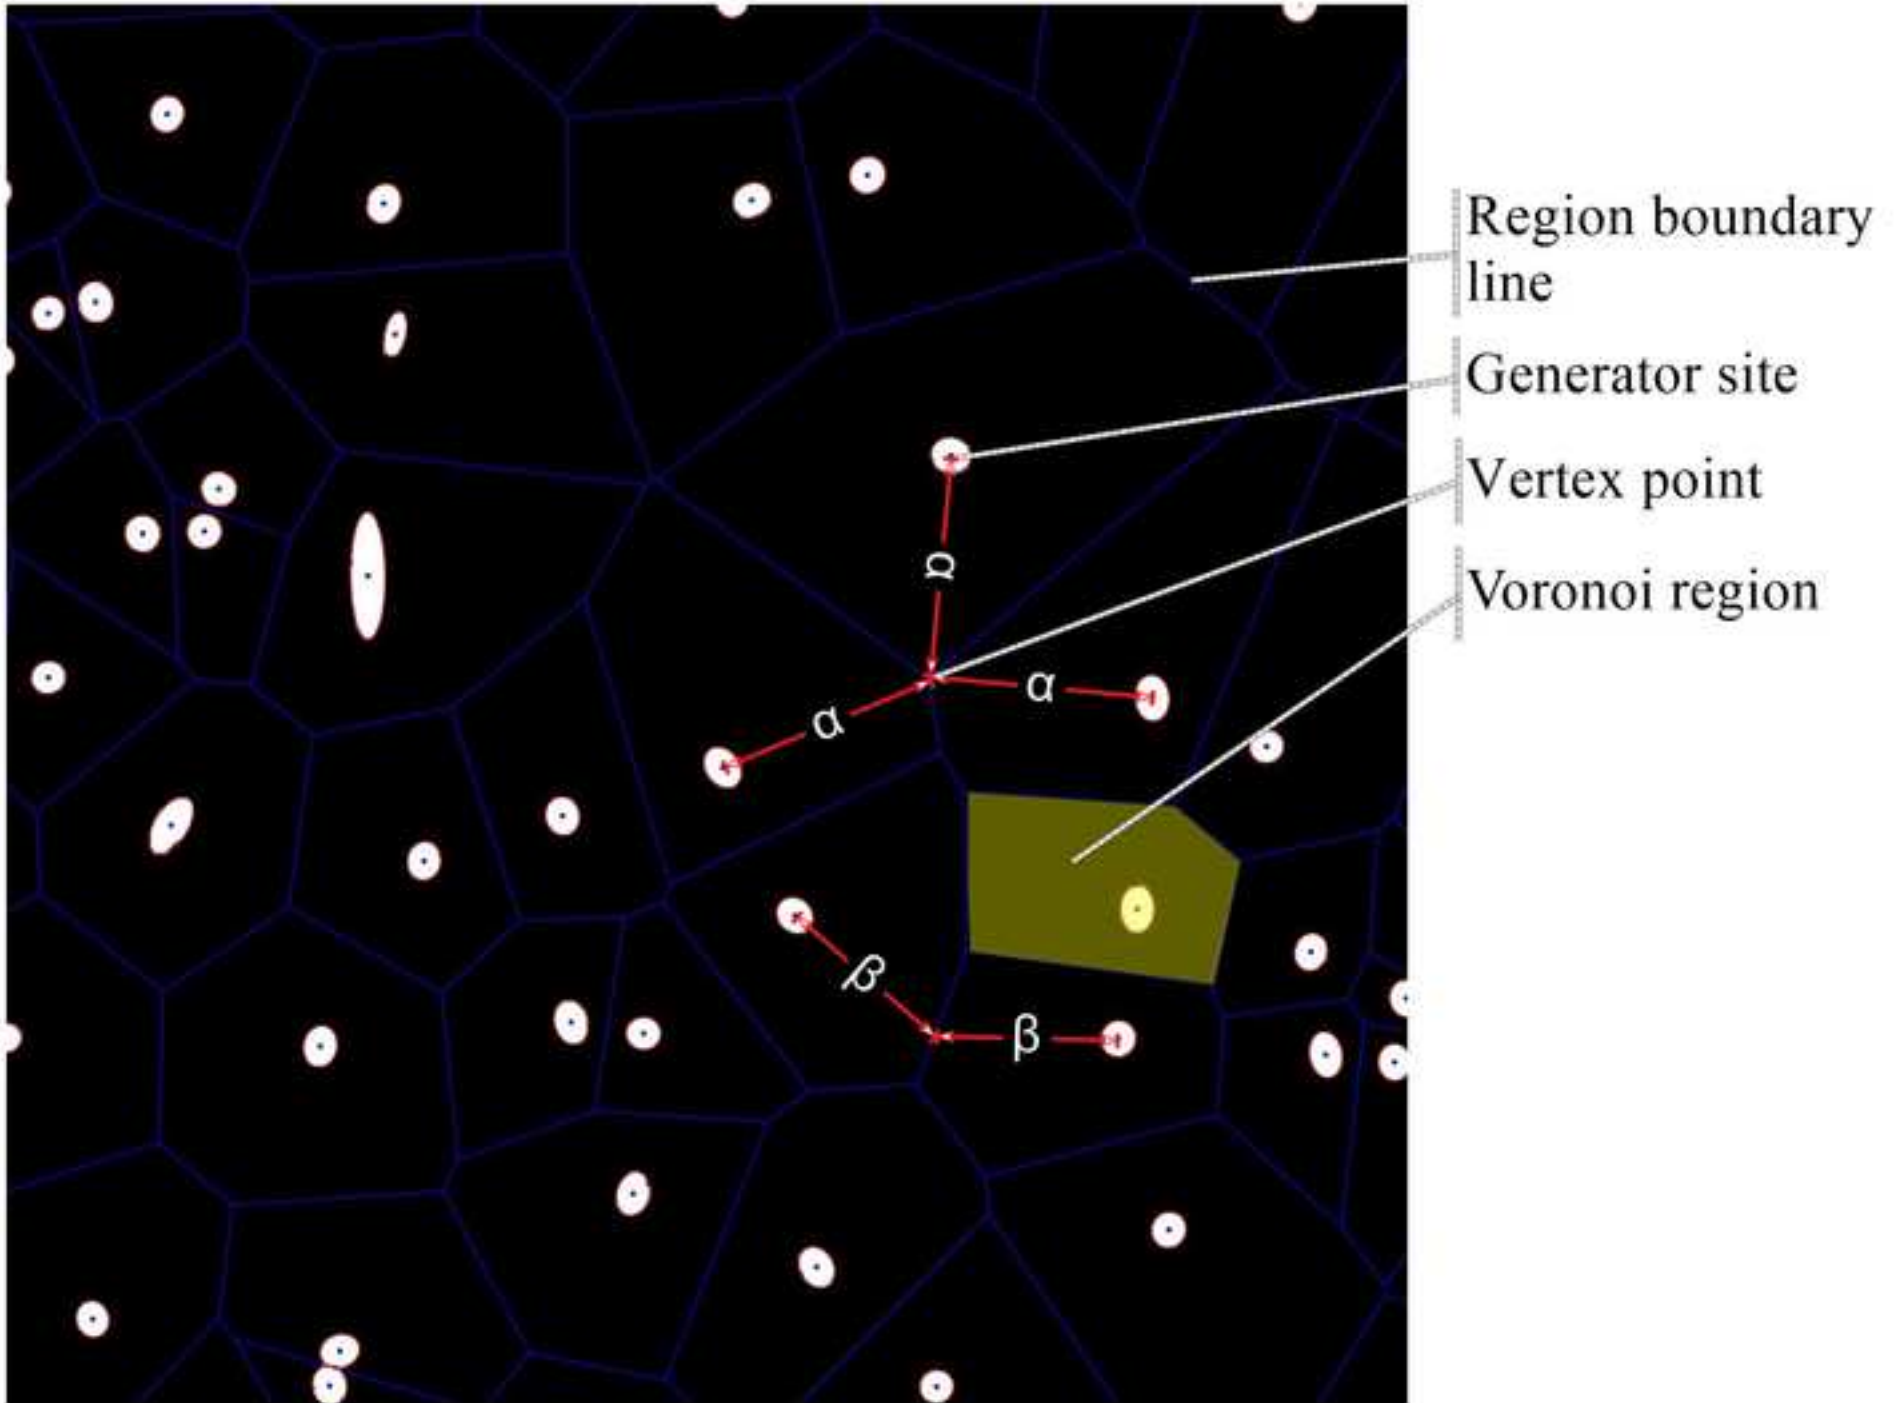 Region boundary
line
Generator site
Vertex point
Voronoi region
α
α
α
β
β